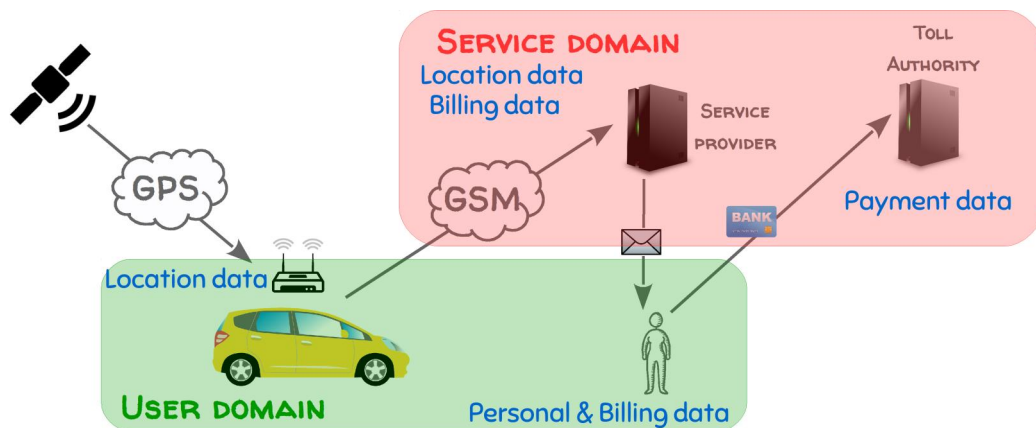 SERVICE DOMAIN
Location data
Billing data
TOLL
AUTHORITY
SERVICE
PROVIDER
GPS
GSM
BANK
Payment data
Location data
USER DOMAIN
Personal & Billing data